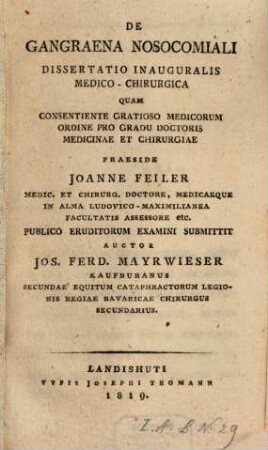 DE
GANGRAENA NOSOCOMIALI
DISSERTATIO INAUGURALIS
MEDICO-CHIRURGICA
QUAM
CONSENTIENTE GRATIOSO MEDICORUM
ORDINE PRO GRADU DOCTORIS
MEDICINAE ET CHIRURGIAE
PRAESIDE
JOANNE FEILER
MEDIC. ET CHIRURG. DOCTORE, MEDICAEQUE
IN ALMA LUDOVICO-MAXIMILIANEA
FACULTATIS ASSESSORE etc.
PUBLICO ERUDITORUM EXAMINI SUBMITTIT
AUCTOR
JOS. FERD. MAYRWIESER
KAUFBURANUS
SECUNDAE EQUITUM CATAPHRACTORUM LEGIO-
NIS REGIAE BAVARICAE CHIRURGUS
SECUNDARIUS.
LANDISHUTI
TYPIS JOSEPHI THOMANN
1819.